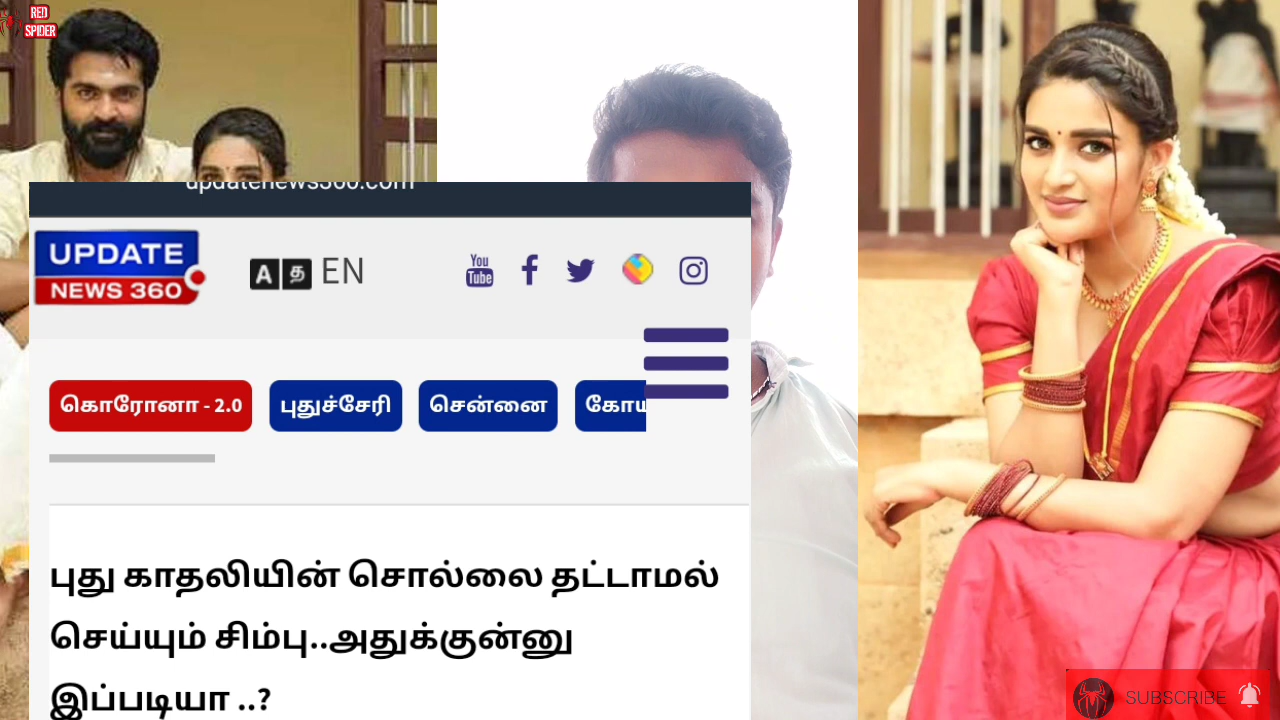 RED
SPIDER
updatenews360.com
UPDATE
NEWS 360
A த EN
You
Tube
கொரோனா - 2.0 புதுச்சேரி சென்னை
புது காதலியின் சொல்லை தட்டாமல்
செய்யும் சிம்பு..அதுக்குன்னு
இப்படியா ..?
SUBSCRIBE